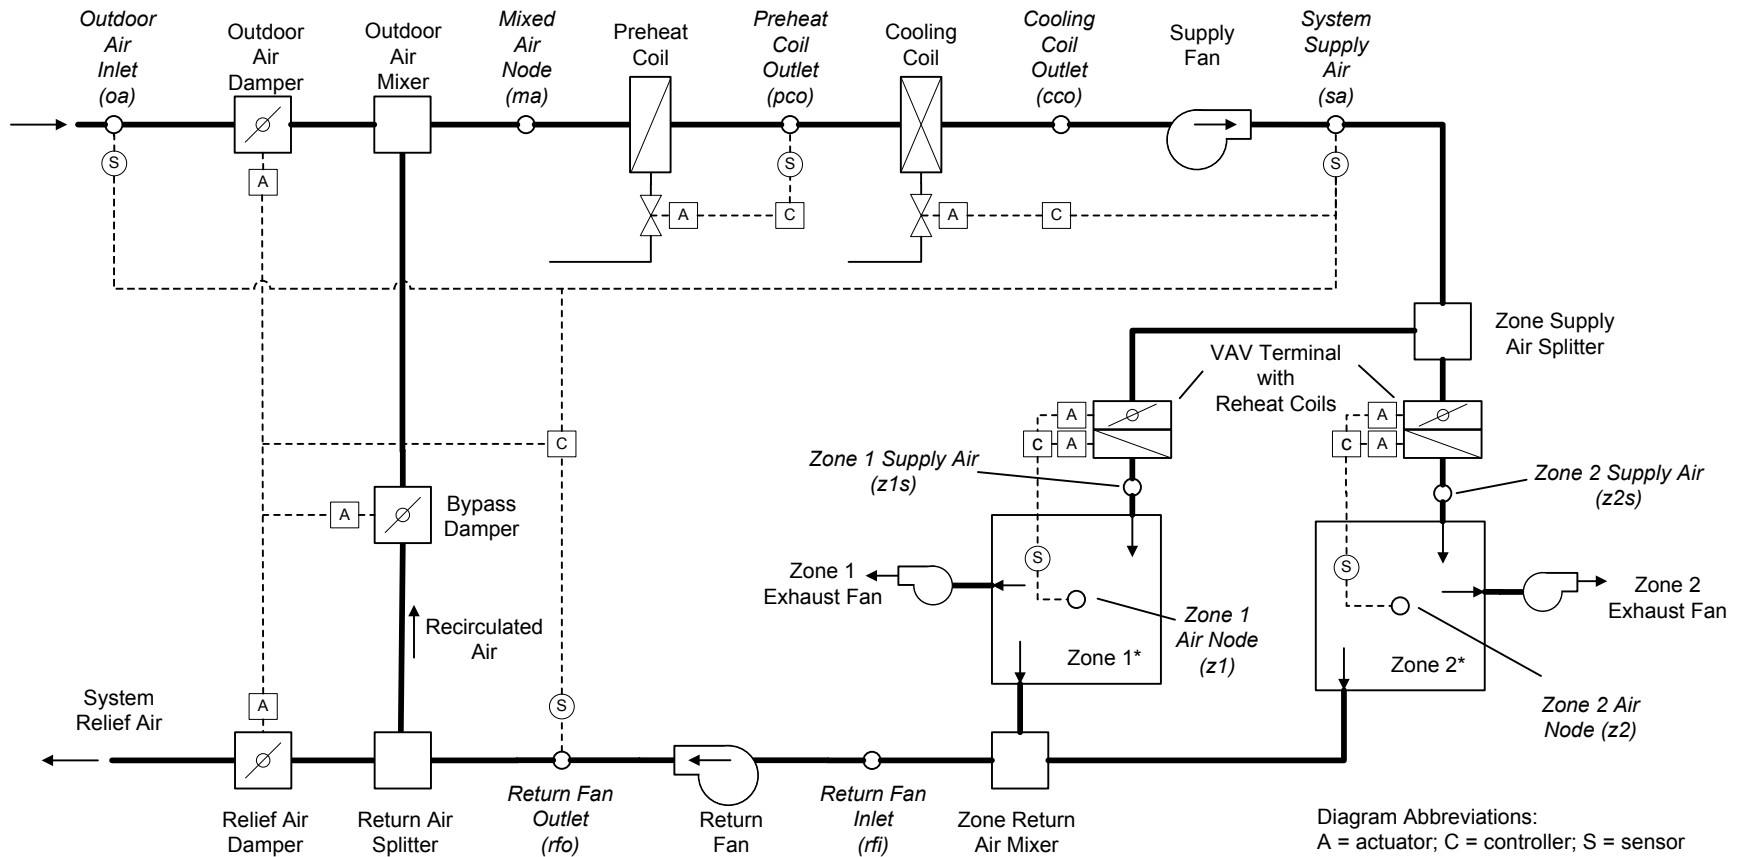 Outdoor
Air
Inlet
(oa)
Outdoor
Air
Damper
Outdoor
Air
Mixer
Mixed
Air
Node
(ma)
Preheat
Coil
Preheat
Coil
Outlet
(pco)
Cooling
Coil
Cooling
Coil
Outlet
(cco)
Supply
Fan
System
Supply
Air
(sa)
S
A
S
A
C
A
C
S
Zone Supply
Air Splitter
VAV Terminal
with
Reheat Coils
A
C
A
A
C
A
C
Zone 1 Supply Air
(z1s)
Zone 2 Supply Air
(z2s)
A
Bypass
Damper
S
S
Zone 1
Exhaust Fan
Zone 2
Exhaust Fan
Zone 1
Air Node
(z1)
Zone 1*
Zone 2*
Recirculated
Air
Zone 2 Air
Node (z2)
System
Relief Air
A
S
Relief Air
Damper
Return Air
Splitter
Return Fan
Outlet
(rfo)
Return
Fan
Return Fan
Inlet
(rfi)
Zone Return
Air Mixer
Diagram Abbreviations:
A = actuator; C = controller; S = sensor